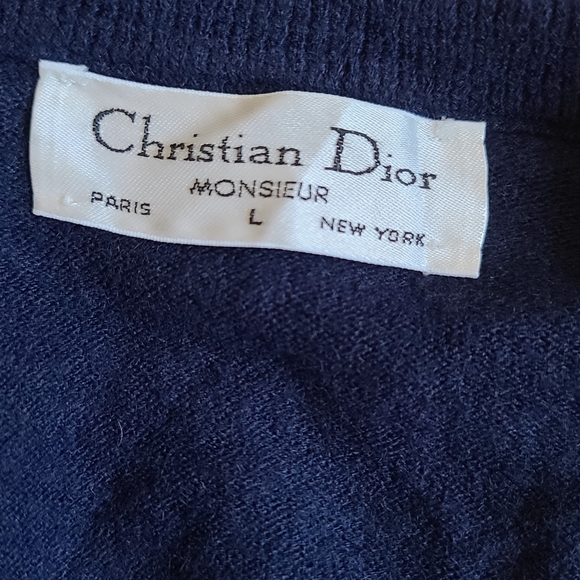 Christian Dior
MONSIEUR
PARIS L NEW YORK